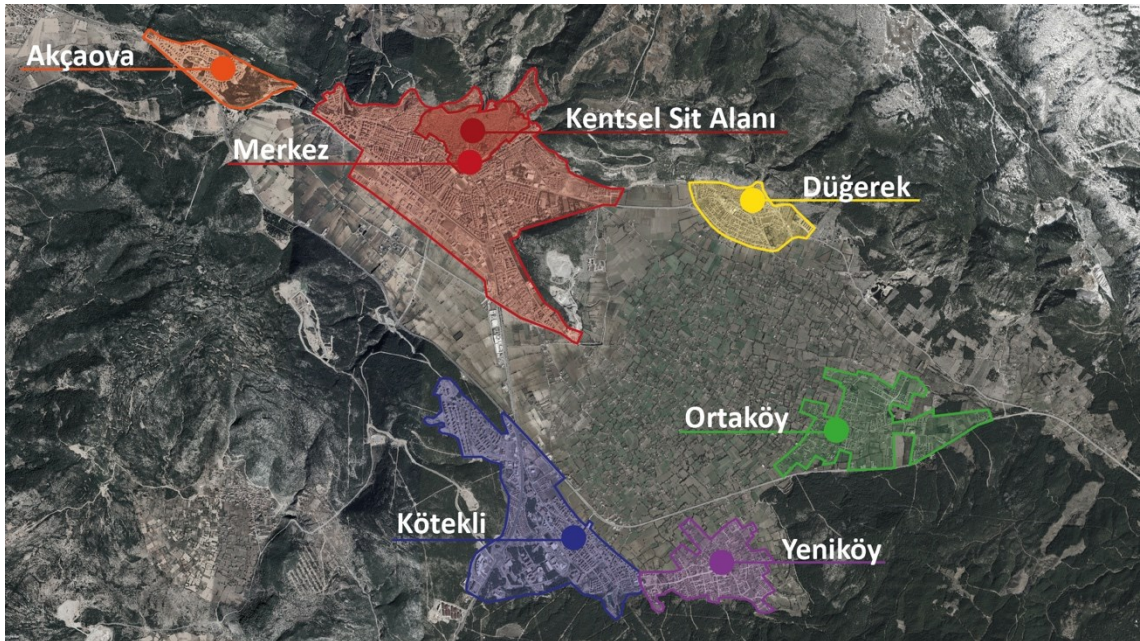 Akçaova
Kentsel Sit Alanı
Merkez
Düğerek
Ortaköy
Kötekli
Yeniköy